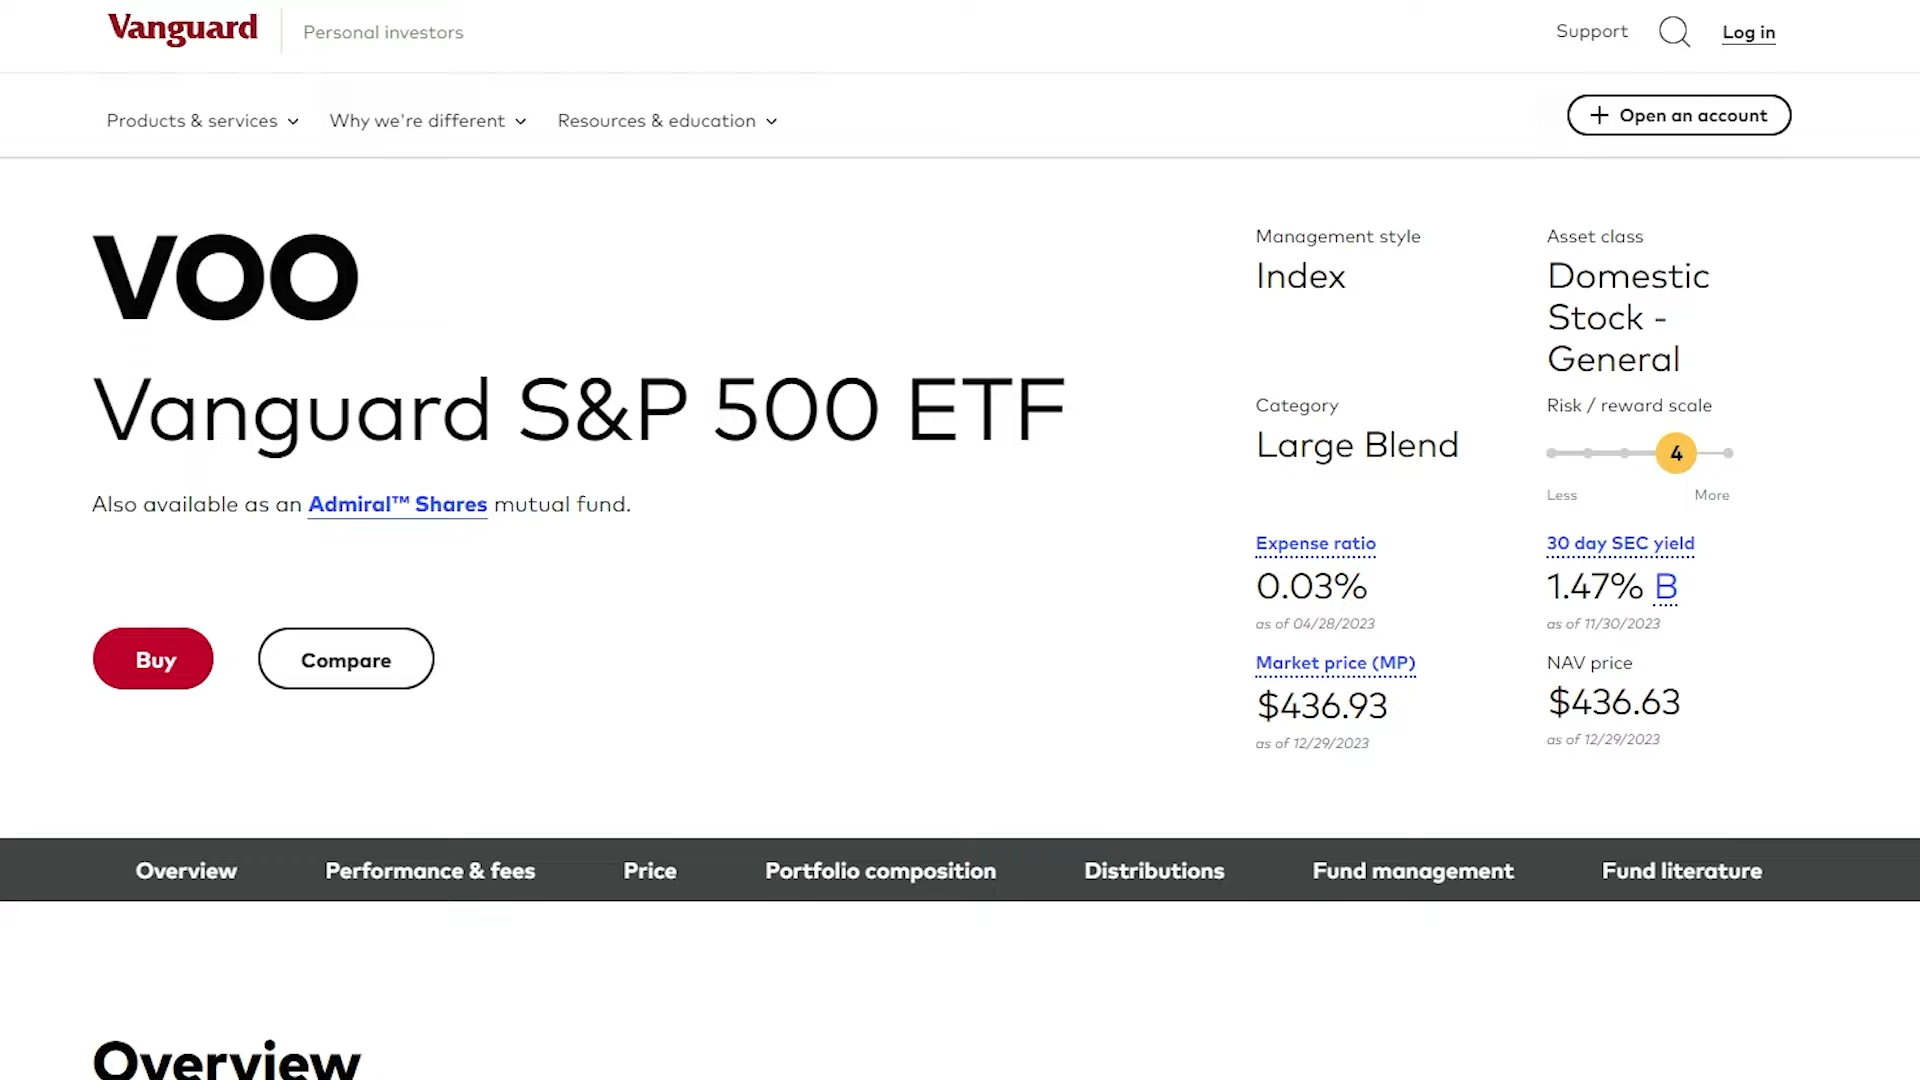 Vanguard
Personal investors
Support
Log in
Products & services
Why we're different
Resources & education
Open an account
VOO
Vanguard S&P 500 ETF
Also available as an Admiral™ Shares mutual fund.
Buy
Compare
Management style
Index
Asset class
Domestic
Stock -
General
Category
Large Blend
Risk / reward scale
4
Less
More
Expense ratio
0.03%
as of 04/28/2023
30 day SEC yield
1.47% B
as of 11/30/2023
Market price (MP)
$436.93
as of 12/29/2023
NAV price
$436.63
as of 12/29/2023
Overview
Performance & fees
Price
Portfolio composition
Distributions
Fund management
Fund literature
Overview